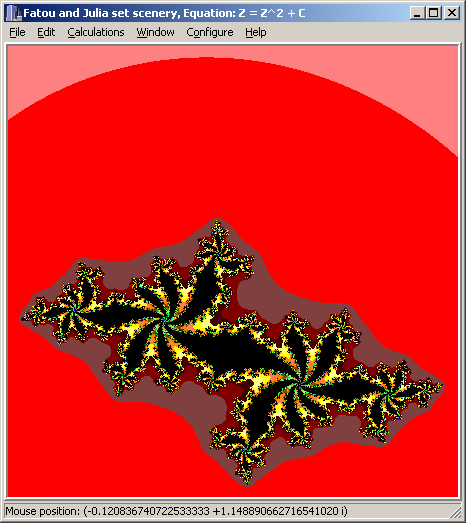 Fatou and Julia set scenery, Equation: Z = Z^2 + C
File Edit Calculations Window Configure Help
Mouse position: (-0.120836740722533333 +1.148890662716541020 i)